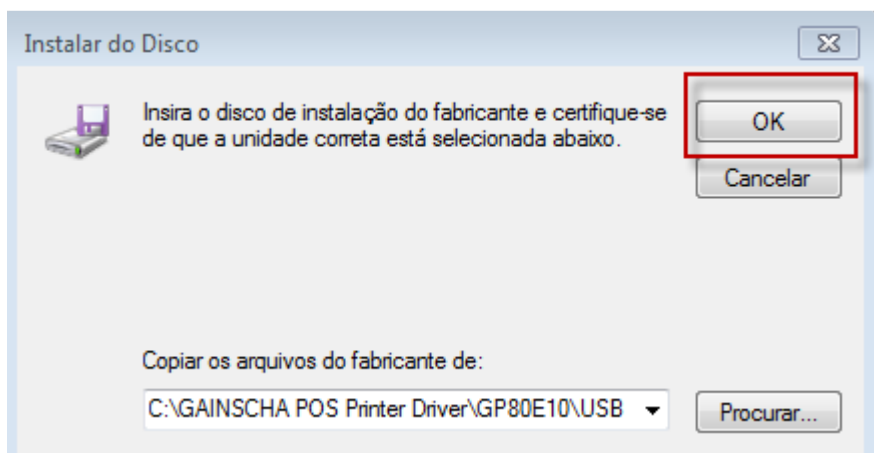 Instalar do Disco
Insira o disco de instalação do fabricante e certifique-se
de que a unidade correta está selecionada abaixo.
OK
Cancelar
Copiar os arquivos do fabricante de:
C:\GAINSCHA POS Printer Driver\GP80E10\USB
Procurar...